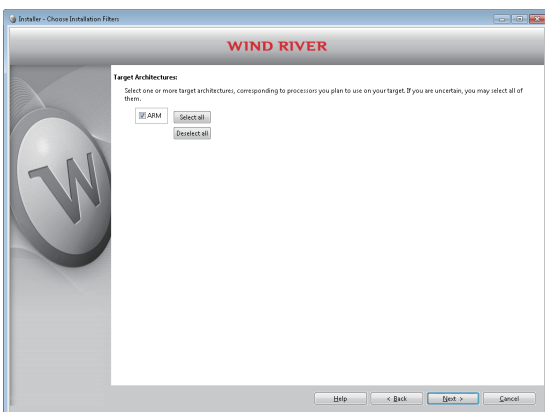 Installer - Choose Installation Filters
WIND RIVER
Target Architectures:
Select one or more target architectures, corresponding to processors you plan to use on your target. If you are uncertain, you may select all of
them.
ARM
Select all
Deselect all
W
Help
< Back
Next >
Cancel